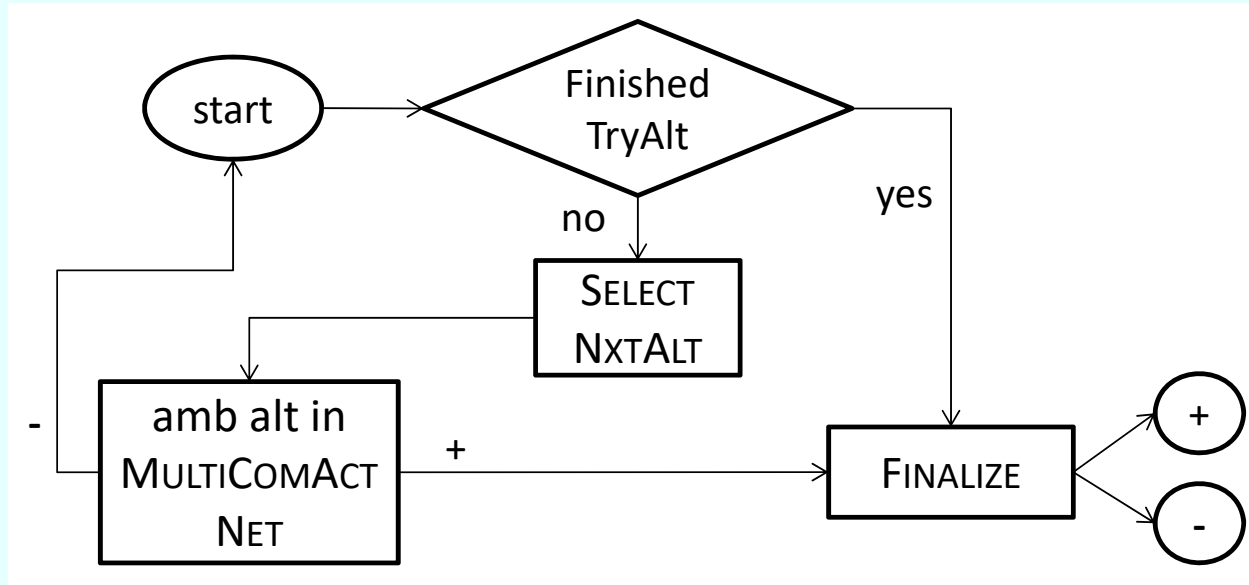 start
Finished
TryAlt
no
yes
SELECT
NXTALT
amb alt in
MULTICOMACT
NET
-
+
FINALIZE
+
-